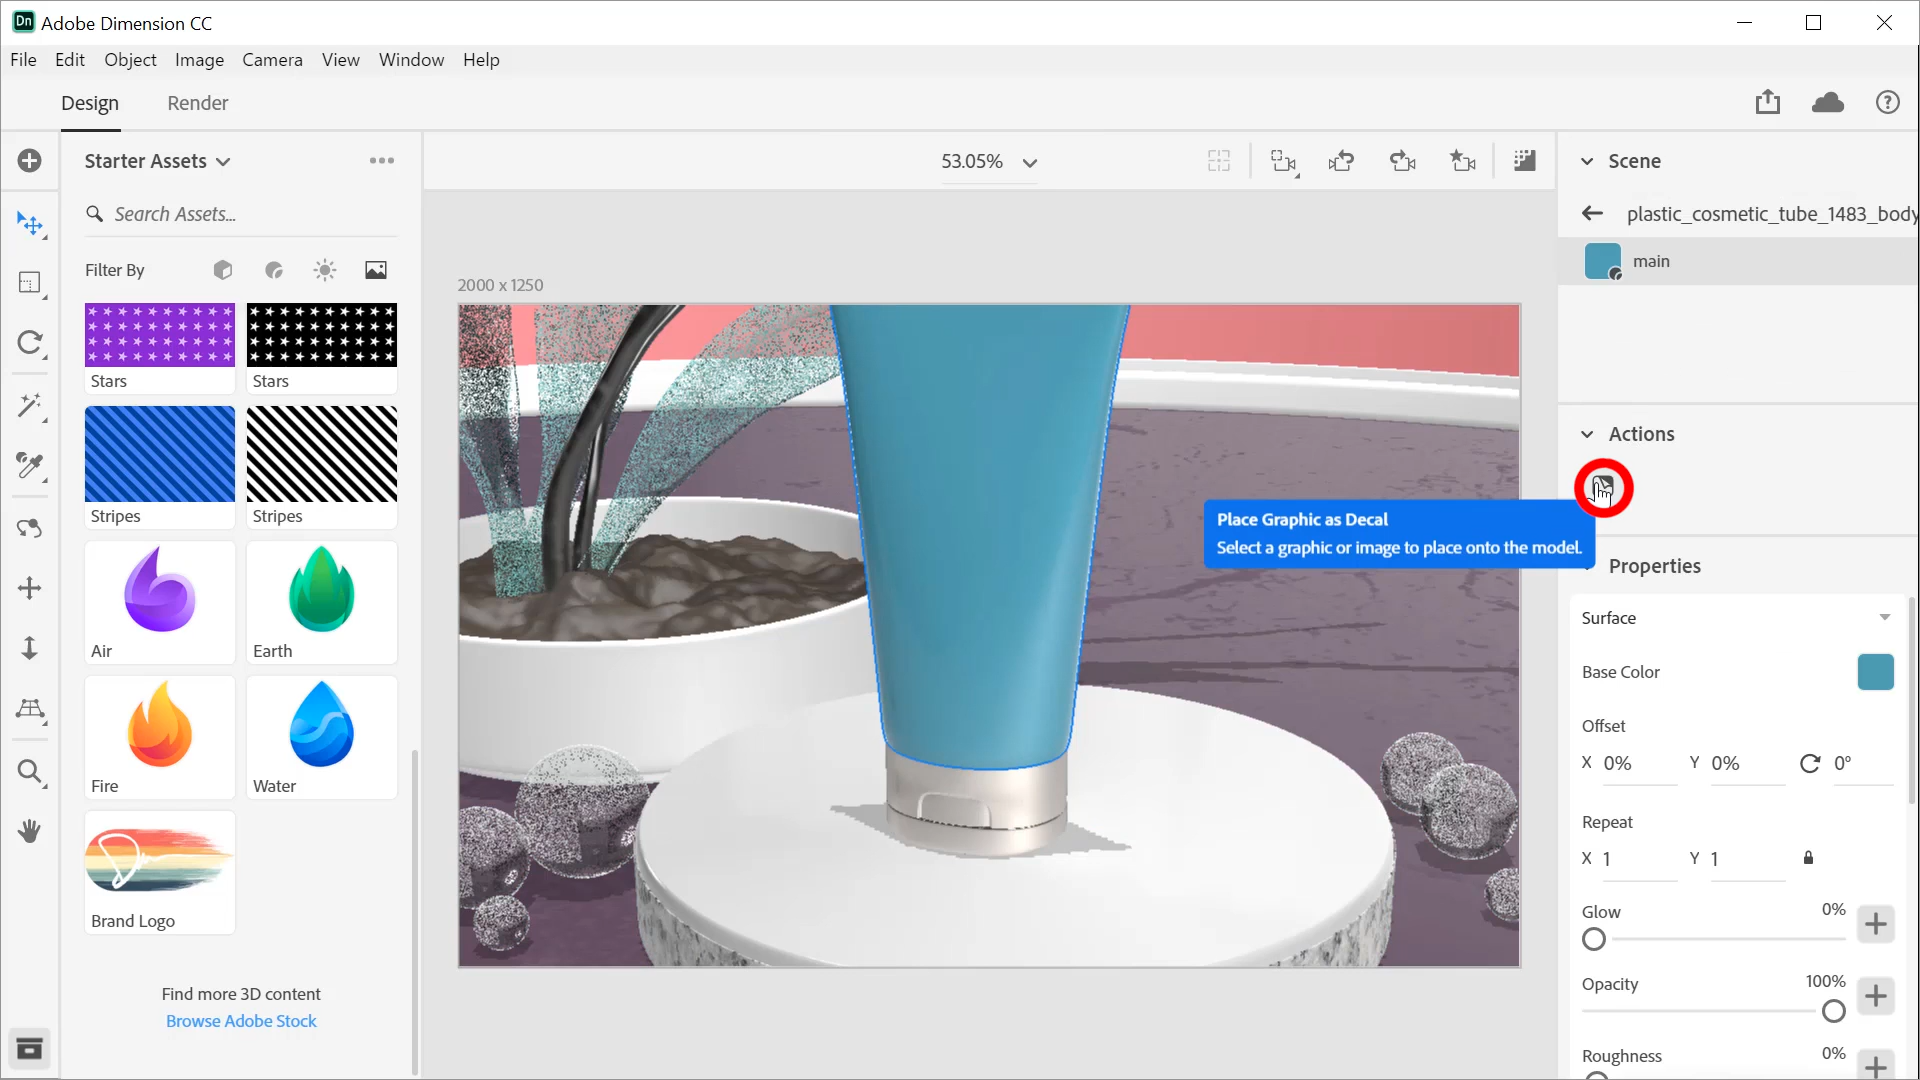 Dn Adobe Dimension CC
File Edit Object Image Camera View Window Help
Design Render
Starter Assets
53.05%
Scene
Search Assets...
plastic_cosmetic_tube_1483_body
main
Filter By
2000 x 1250
Stars Stars
Actions
Stripes Stripes
Place Graphic as Decal
Select a graphic or image to place onto the model.
Properties
Surface
Air Earth
Base Color
Offset
X 0% Y 0% 0°
Fire Water
Repeat
X 1 Y 1
Glow 0%
Brand Logo
Opacity 100%
Find more 3D content
Browse Adobe Stock
Roughness 0%